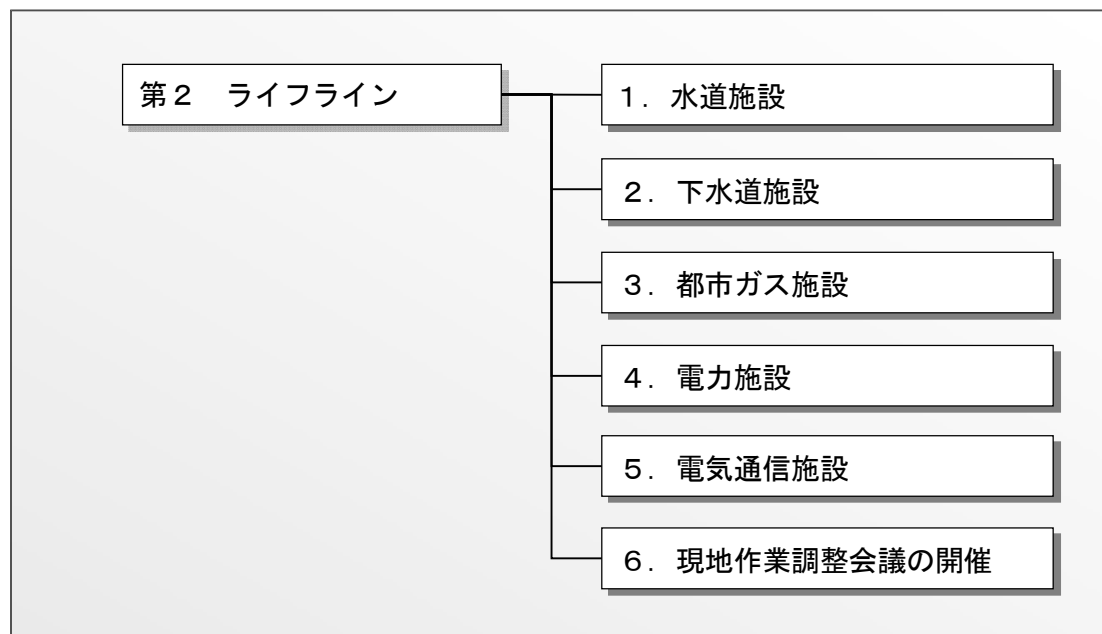 第２　ライフライン
１．水道施設
２．下水道施設
３．都市ガス施設
４．電力施設
５．電気通信施設
６．現地作業調整会議の開催